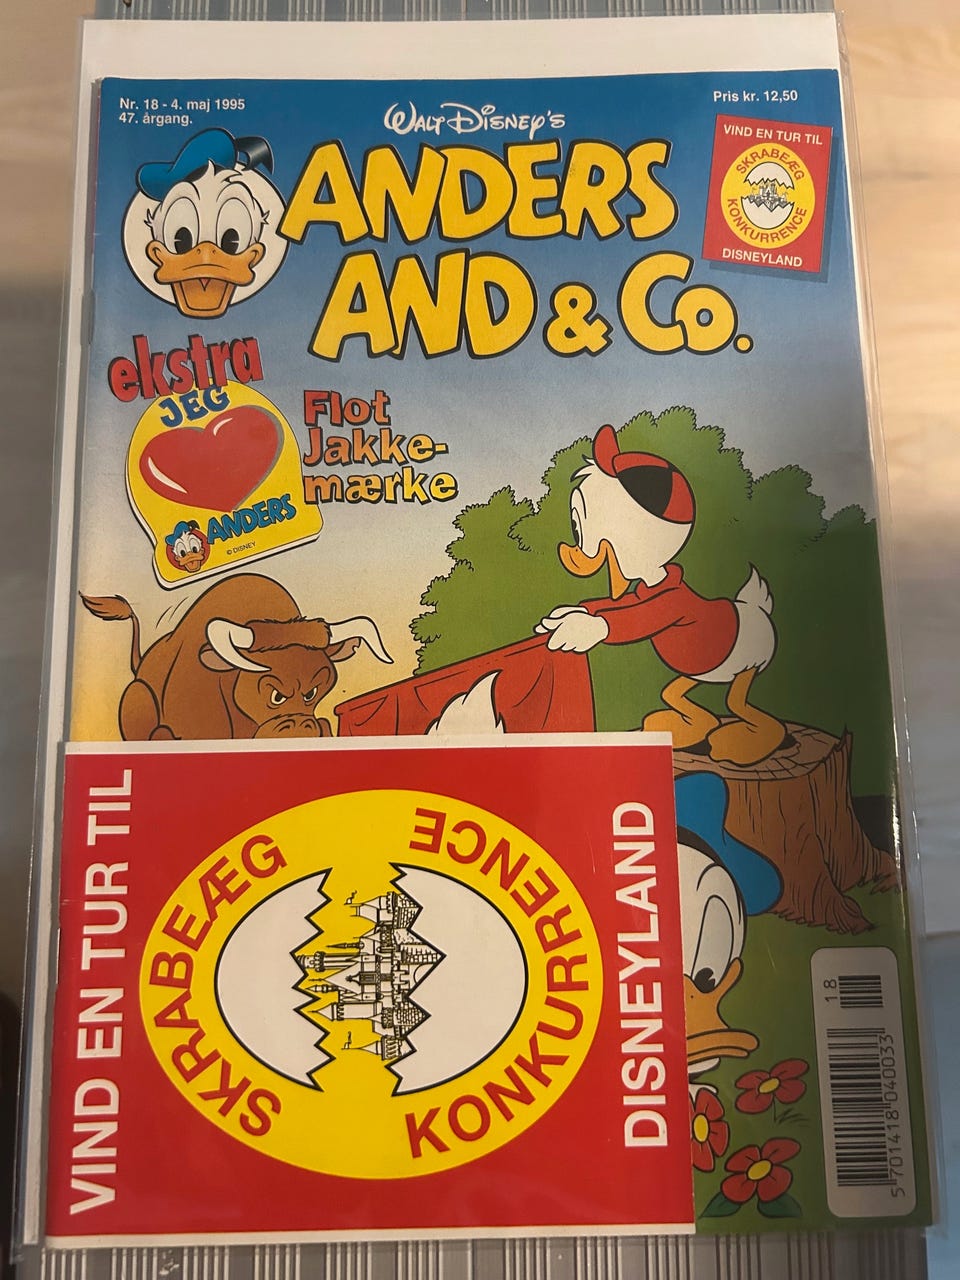 Nr. 18 - 4. maj 1995
47. årgang.
WALT DISNEY'S
Pris kr. 12,50
ANDERS
AND & Co.
VIND EN TUR TIL
SKRABEÆG
KONKURRENCE
DISNEYLAND
ekstra
JEG
ANDERS
© DISNEY
Flot
Jakke-
mærke
VIND EN TUR TIL
SKRABEÆG
KONKURRENCE
DISNEYLAND
18
5 701418 040033